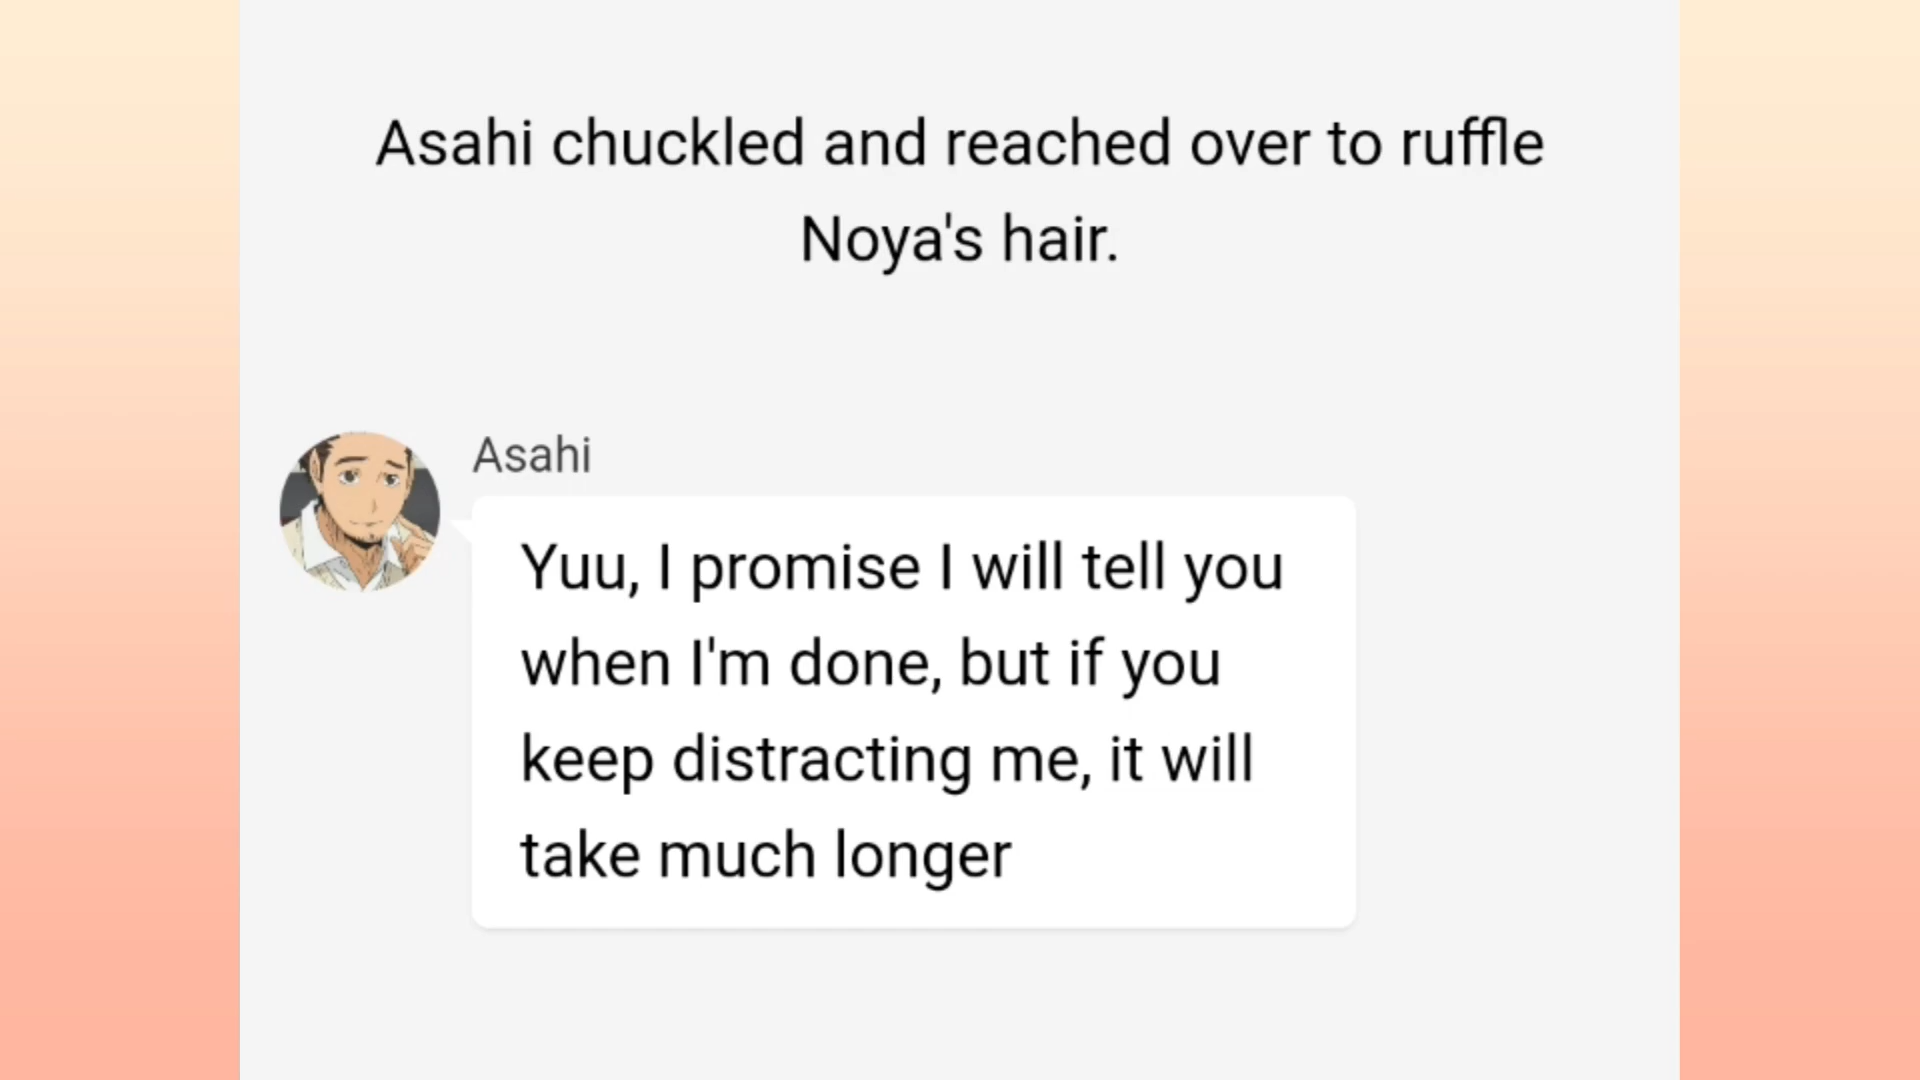 Asahi chuckled and reached over to ruffle
Noya's hair.
Asahi
Yuu, I promise I will tell you
when I'm done, but if you
keep distracting me, it will
take much longer